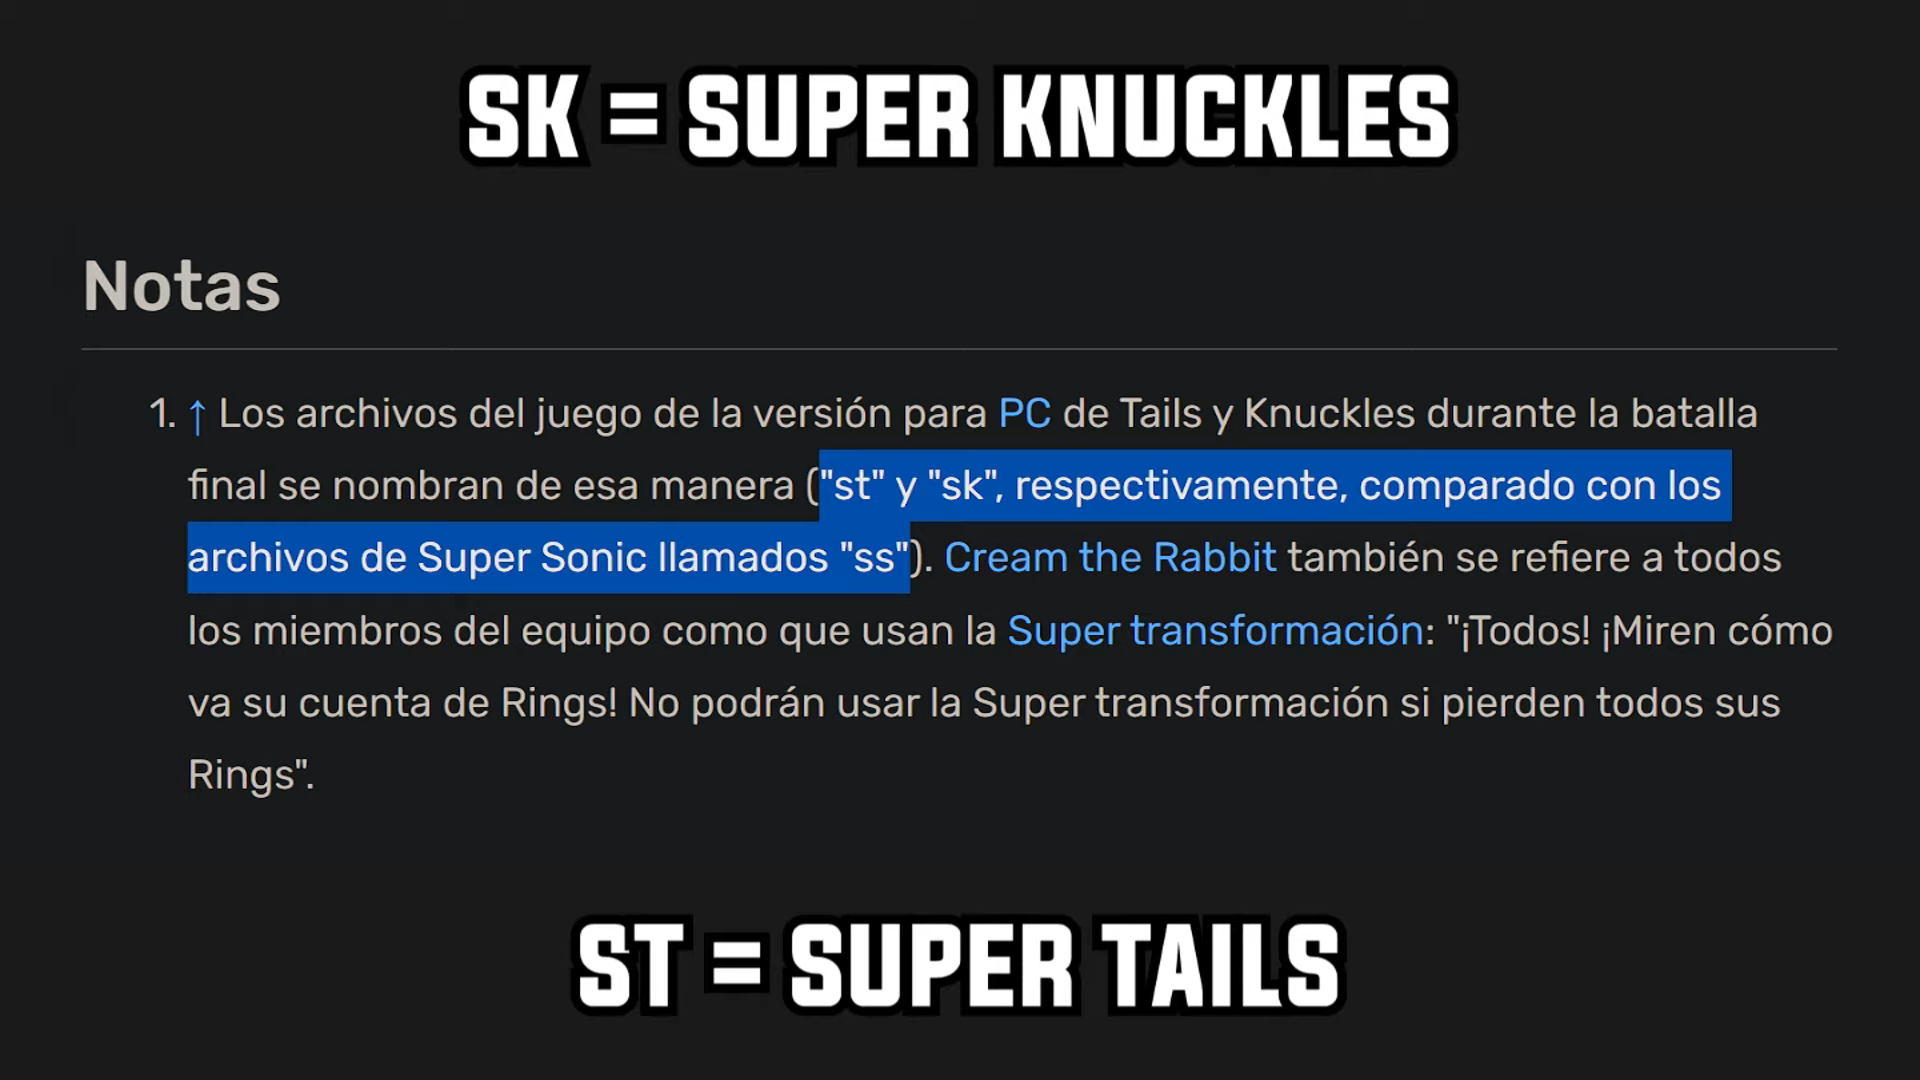 SK = SUPER KNUCKLES
Notas
1. ↑ Los archivos del juego de la versión para PC de Tails y Knuckles durante la batalla
final se nombran de esa manera ("st" y "sk", respectivamente, comparado con los
archivos de Super Sonic llamados "ss"). Cream the Rabbit también se refiere a todos
los miembros del equipo como que usan la Super transformación: "¡Todos! ¡Miren cómo
va su cuenta de Rings! No podrán usar la Super transformación si pierden todos sus
Rings".
ST = SUPER TAILS